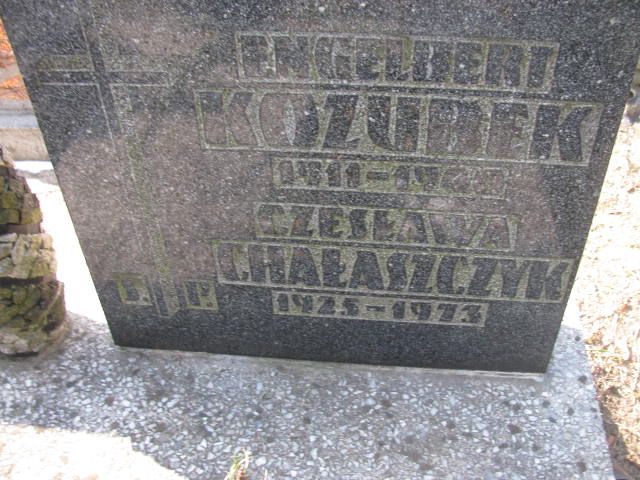 ENGELBERT
KOZUBEK
CZESŁAWA
CHAŁASZCZYK
Ś. P.
1925-1973